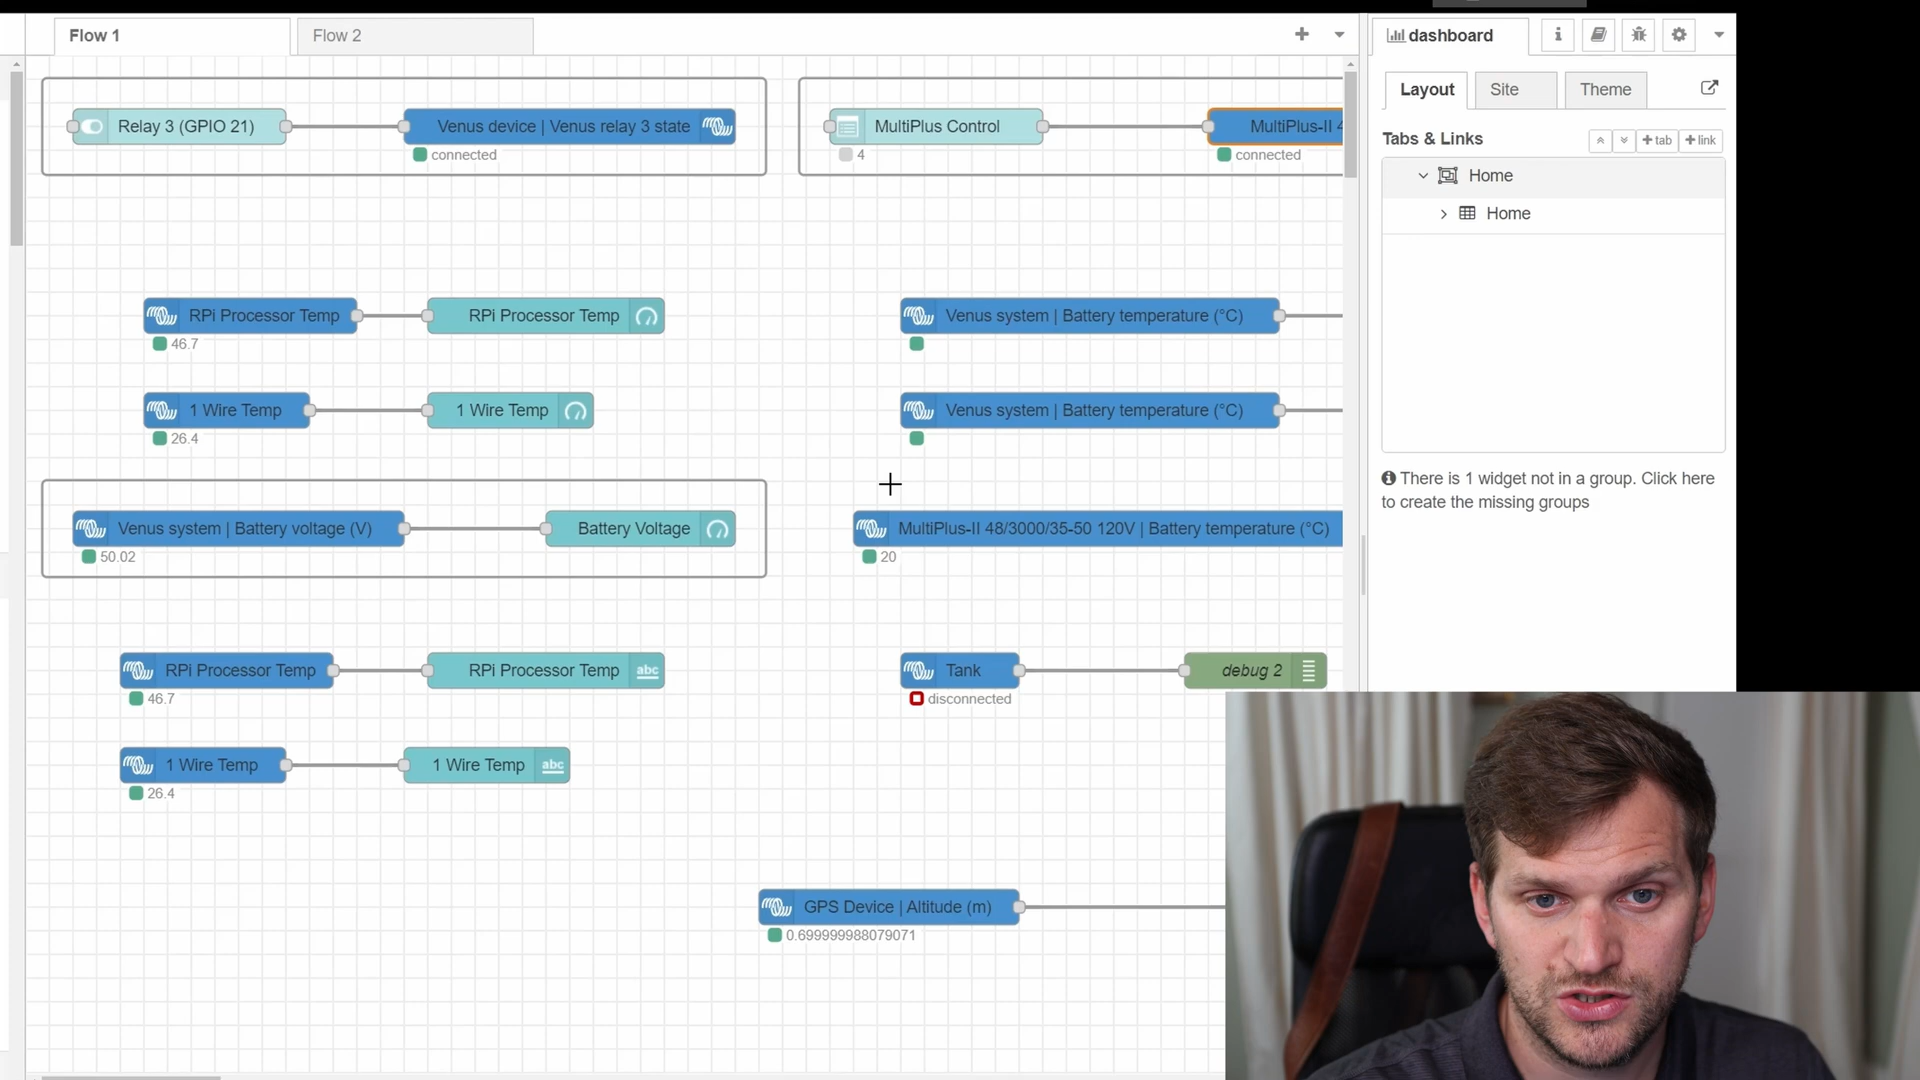 Flow 1
Flow 2
dashboard
Layout
Site
Theme
Tabs & Links
tab
link
Home
Home
There is 1 widget not in a group. Click here
to create the missing groups
Relay 3 (GPIO 21)
Venus device | Venus relay 3 state
connected
MultiPlus Control
4
MultiPlus-II 4
connected
RPi Processor Temp
46.7
RPi Processor Temp
Venus system | Battery temperature (°C)
1 Wire Temp
26.4
1 Wire Temp
Venus system | Battery temperature (°C)
Venus system | Battery voltage (V)
50.02
Battery Voltage
MultiPlus-II 48/3000/35-50 120V | Battery temperature (°C)
20
RPi Processor Temp
46.7
RPi Processor Temp
abc
Tank
disconnected
debug 2
1 Wire Temp
26.4
1 Wire Temp
abc
GPS Device | Altitude (m)
0.699999988079071